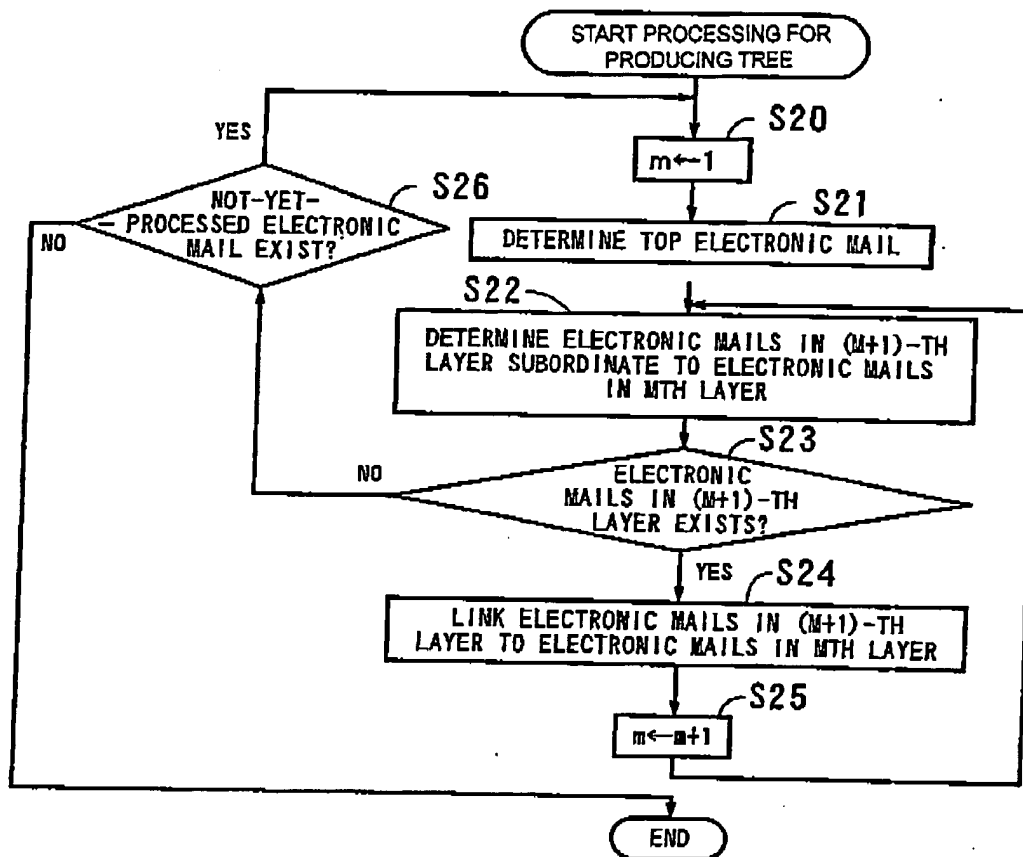 START PROCESSING FOR
PRODUCING TREE
S20
m←1
YES
S26
NOT-YET-
PROCESSED ELECTRONIC
MAIL EXIST?
NO
S21
DETERMINE TOP ELECTRONIC MAIL
S22
DETERMINE ELECTRONIC MAILS IN (M+1)-TH
LAYER SUBORDINATE TO ELECTRONIC MAILS
IN MTH LAYER
S23
NO
ELECTRONIC
MAILS IN (M+1)-TH
LAYER EXISTS?
YES
S24
LINK ELECTRONIC MAILS IN (M+1)-TH
LAYER TO ELECTRONIC MAILS IN MTH LAYER
S25
m←m+1
END